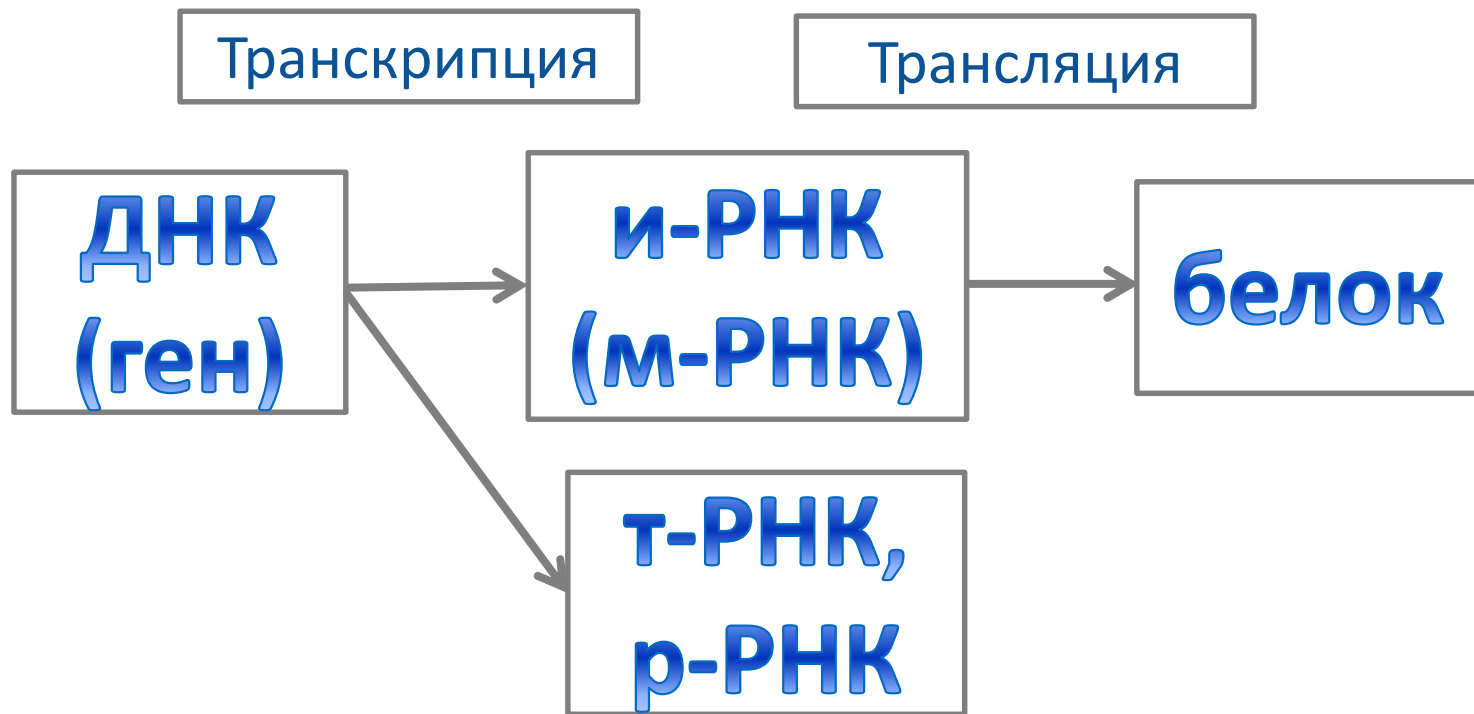 Транскрипция
Трансляция
ДНК
(ген)
и-РНК
(м-РНК)
белок
т-РНК,
р-РНК